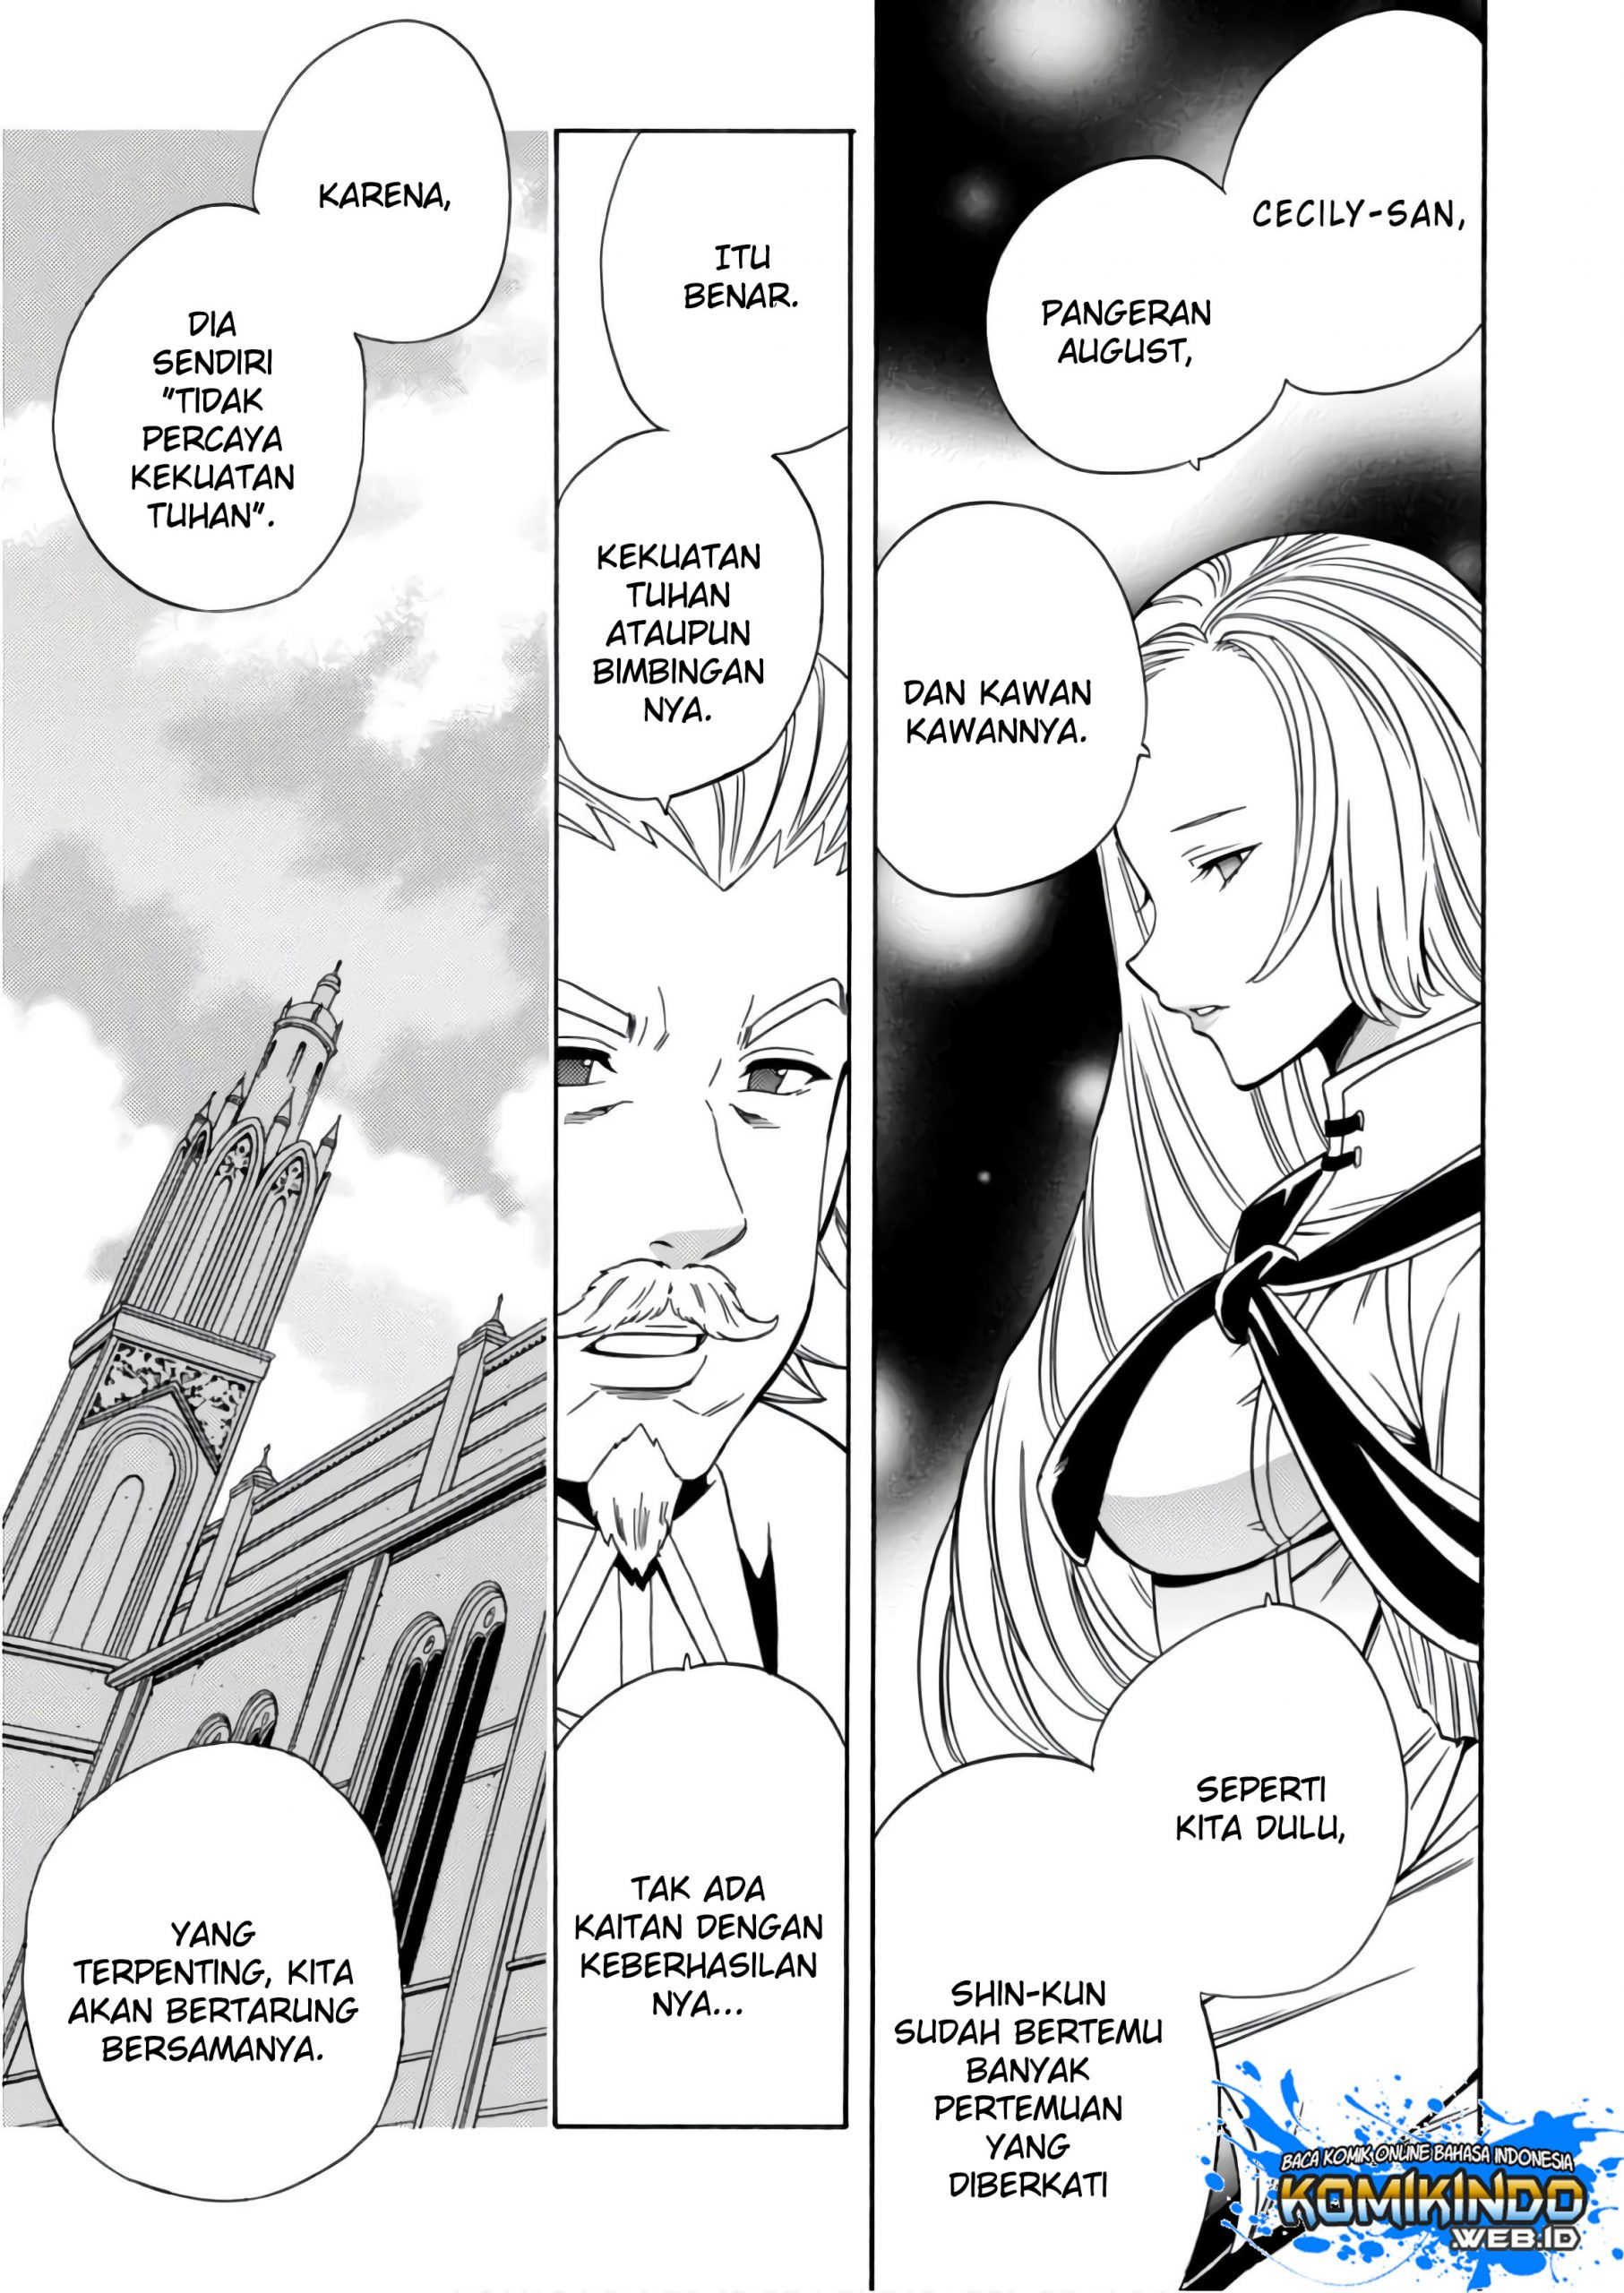 CECILY-SAN,
PANGERAN
AUGUST,
DAN KAWAN
KAWANNYA.
SEPERTI
KITA DULU,
SHIN-KUN
SUDAH BERTEMU
BANYAK
PERTEMUAN
YANG
DIBERKATI
ITU
BENAR.
KEKUATAN
TUHAN
ATAUPUN
BIMBINGAN
NYA.
TAK ADA
KAITAN DENGAN
KEBERHASILAN
NYA...
KARENA,
DIA
SENDIRI
"TIDAK
PERCAYA
KEKUATAN
TUHAN".
YANG
TERPENTING, KITA
AKAN BERTARUNG
BERSAMANYA.
BACA KOMIK ONLINE BAHASA INDONESIA
KOMIKINDO
.WEB.ID